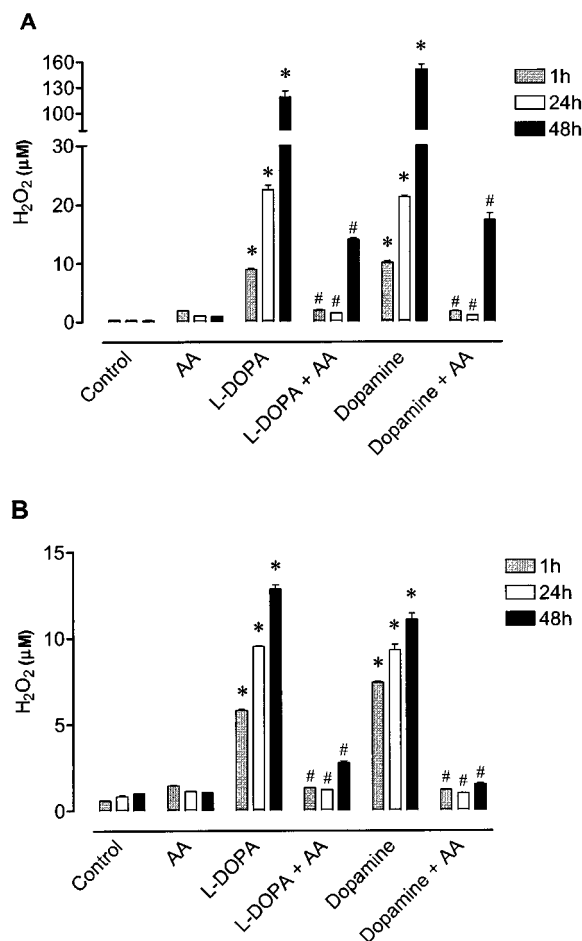 A
H₂O₂ (μM)
160
130
100
30
20
10
0
* * * # # # * * * # # #
1h
24h
48h
Control
AA
L-DOPA
L-DOPA + AA
Dopamine
Dopamine + AA
B
H₂O₂ (μM)
15
10
5
0
* * * # # # * * * # # #
1h
24h
48h
Control
AA
L-DOPA
L-DOPA + AA
Dopamine
Dopamine + AA